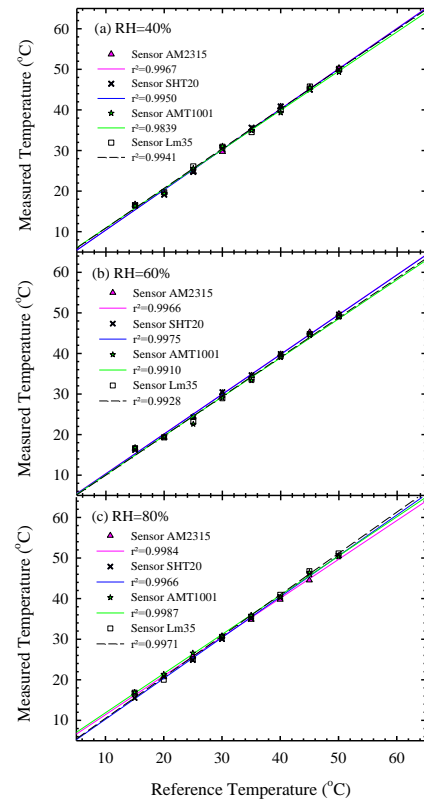 (a) RH=40%
Sensor AM2315
r²=0.9967
Sensor SHT20
r²=0.9950
Sensor AMT1001
r²=0.9839
Sensor Lm35
r²=0.9941
60
50
40
30
20
10
Measured Temperature (°C)
(b) RH=60%
Sensor AM2315
r²=0.9966
Sensor SHT20
r²=0.9975
Sensor AMT1001
r²=0.9910
Sensor Lm35
r²=0.9928
60
50
40
30
20
10
Measured Temperature (°C)
(c) RH=80%
Sensor AM2315
r²=0.9984
Sensor SHT20
r²=0.9966
Sensor AMT1001
r²=0.9987
Sensor Lm35
r²=0.9971
60
50
40
30
20
10
Measured Temperature (°C)
10 20 30 40 50 60
Reference Temperature (°C)